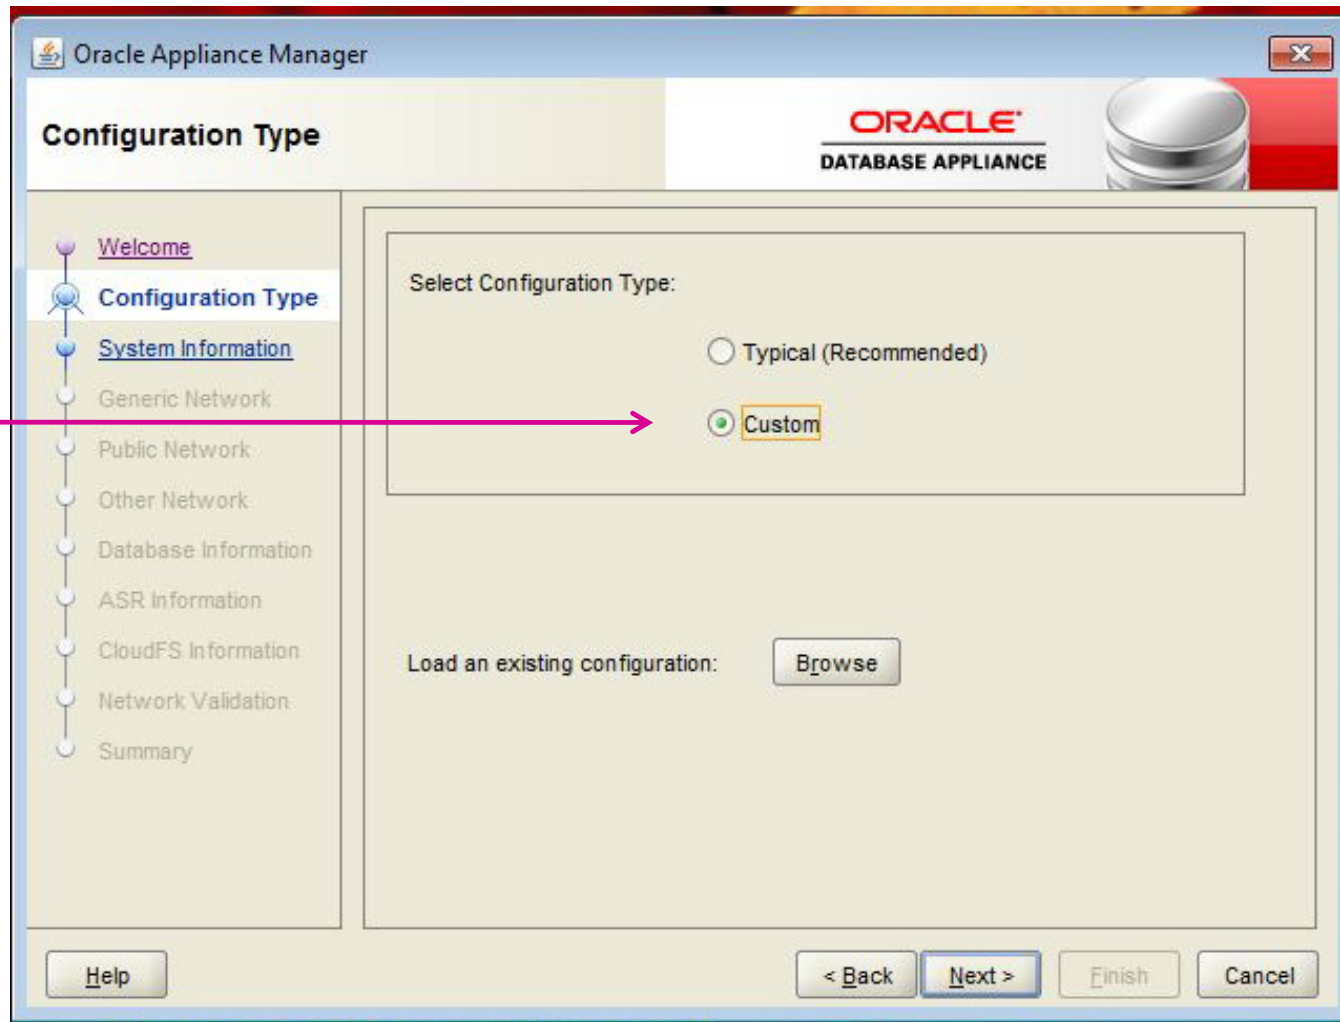 Oracle Appliance Manager
Configuration Type
ORACLE
DATABASE APPLIANCE
Welcome
Configuration Type
System Information
Generic Network
Public Network
Other Network
Database Information
ASR Information
CloudFS Information
Network Validation
Summary
Select Configuration Type:
Typical (Recommended)
Custom
Load an existing configuration: Browse
Help < Back Next > Finish Cancel